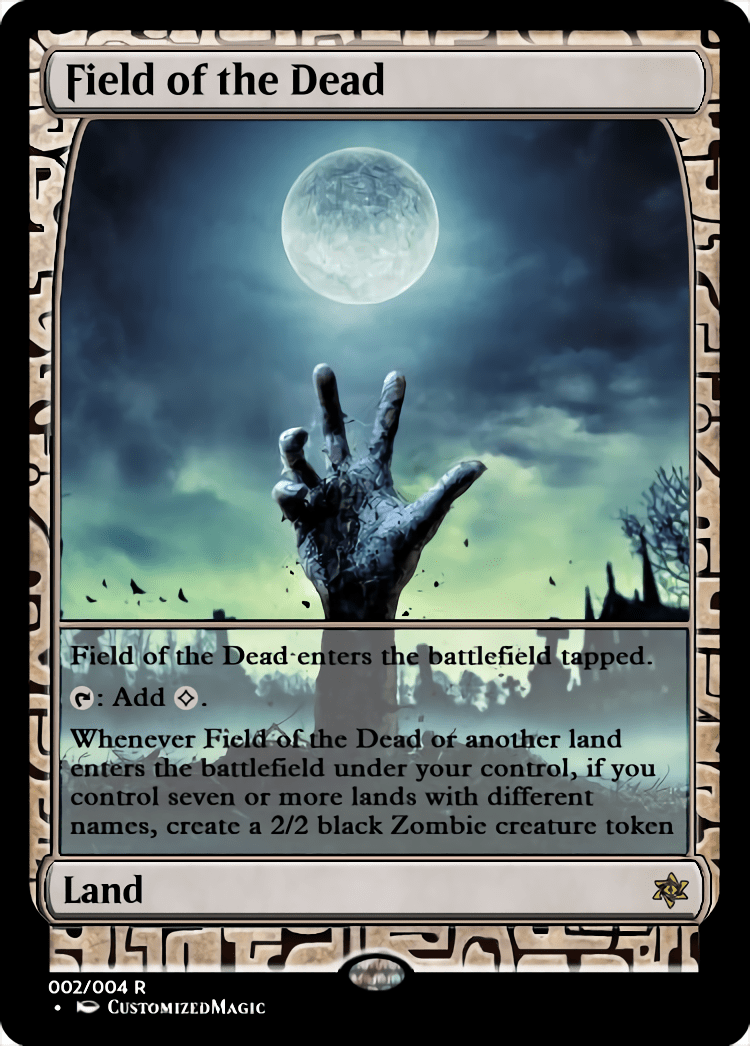 Field of the Dead
Field of the Dead enters the battlefield tapped.
: Add .
Whenever Field of the Dead or another land
enters the battlefield under your control, if you
control seven or more lands with different
names, create a 2/2 black Zombie creature token
Land
002/004 R
• CustomizedMagic